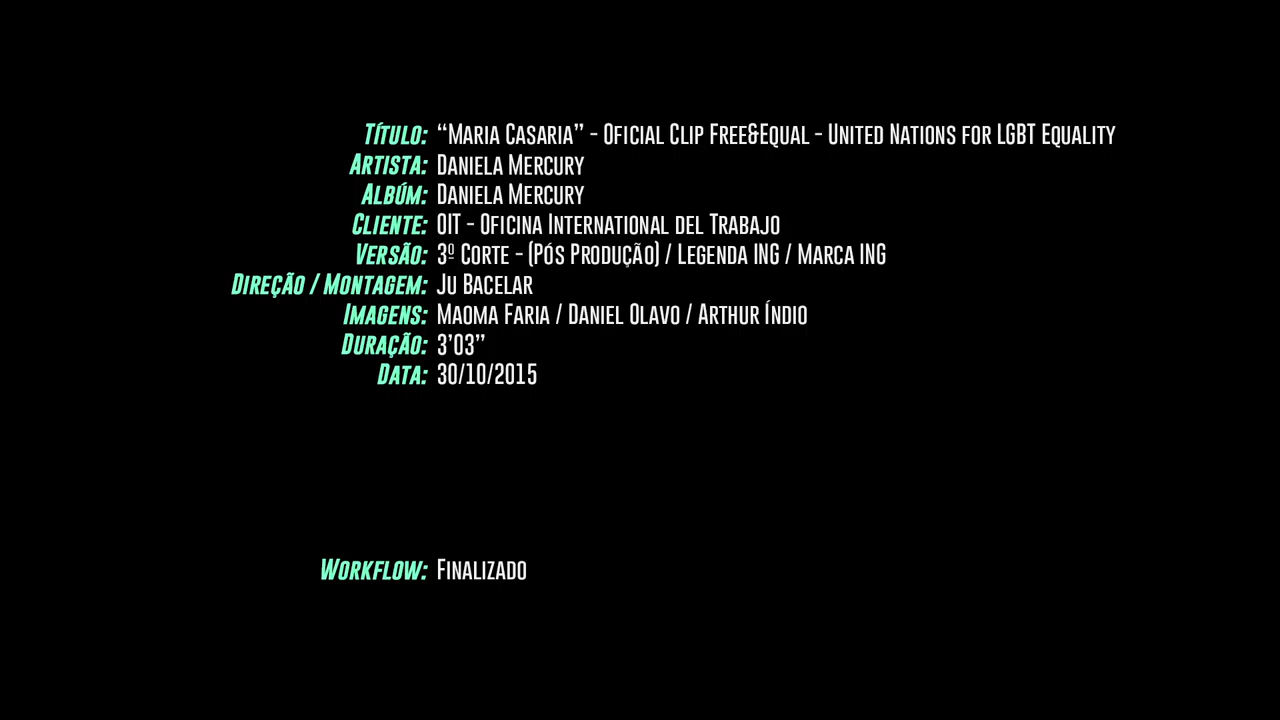 Título: “Maria Casaria” - Oficial Clip Free&Equal - United Nations for LGBT Equality
Artista: Daniela Mercury
Albúm: Daniela Mercury
Cliente: OIT - Oficina International del Trabajo
Versão: 3º Corte - (Pós Produção) / Legenda ING / Marca ING
Direção / Montagem: Ju Bacelar
Imagens: Maoma Faria / Daniel Olavo / Arthur Índio
Duração: 3’03”
Data: 30/10/2015
Workflow: Finalizado